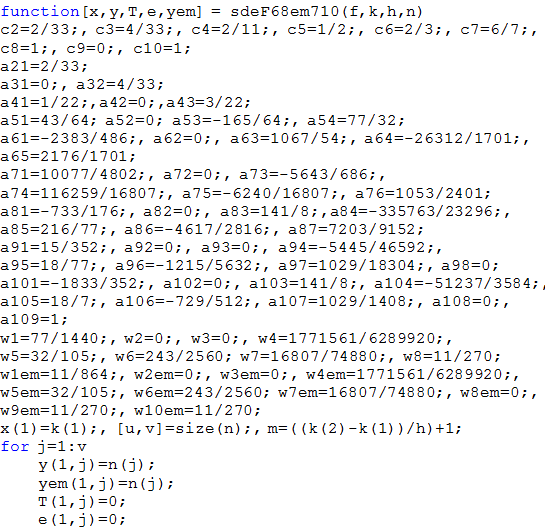 function[x,y,T,e,yem] = sdeF68em710(f,k,h,n)
c2=2/33;, c3=4/33;, c4=2/11;, c5=1/2;, c6=2/3;, c7=6/7;,
c8=1;, c9=0;, c10=1;
a21=2/33;
a31=0;, a32=4/33;
a41=1/22;,a42=0;,a43=3/22;
a51=43/64; a52=0; a53=-165/64;, a54=77/32;
a61=-2383/486;, a62=0;, a63=1067/54;, a64=-26312/1701;,
a65=2176/1701;
a71=10077/4802;, a72=0;, a73=-5643/686;,
a74=116259/16807;, a75=-6240/16807;, a76=1053/2401;
a81=-733/176;, a82=0;, a83=141/8;,a84=-335763/23296;,
a85=216/77;, a86=-4617/2816;, a87=7203/9152;
a91=15/352;, a92=0;, a93=0;, a94=-5445/46592;,
a95=18/77;, a96=-1215/5632;, a97=1029/18304;, a98=0;
a101=-1833/352;, a102=0;, a103=141/8;, a104=-51237/3584;,
a105=18/7;, a106=-729/512;, a107=1029/1408;, a108=0;,
a109=1;
w1=77/1440;, w2=0;, w3=0;, w4=1771561/6289920;,
w5=32/105;, w6=243/2560; w7=16807/74880;, w8=11/270;
w1em=11/864;, w2em=0;, w3em=0;, w4em=1771561/6289920;,
w5em=32/105;, w6em=243/2560; w7em=16807/74880;, w8em=0;,
w9em=11/270;, w10em=11/270;
x(1)=k(1);, [u,v]=size(n);, m=((k(2)-k(1))/h)+1;
for j=1:v
y(1,j)=n(j);
yem(1,j)=n(j);
T(1,j)=0;
e(1,j)=0;